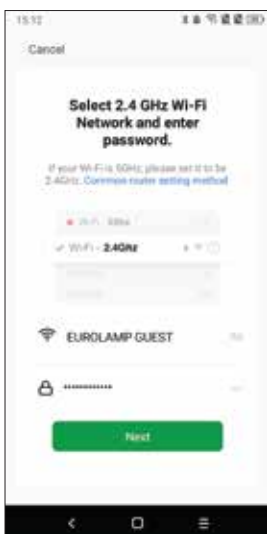 15:12
Cancel
Select 2.4 GHz Wi-Fi
Network and enter
password.
If your Wi-Fi is 5GHz, please set it to be
2.4GHz. Common router setting method
Wi-Fi - 5Ghz
Wi-Fi - 2.4Ghz
EUROLAMP GUEST
Next